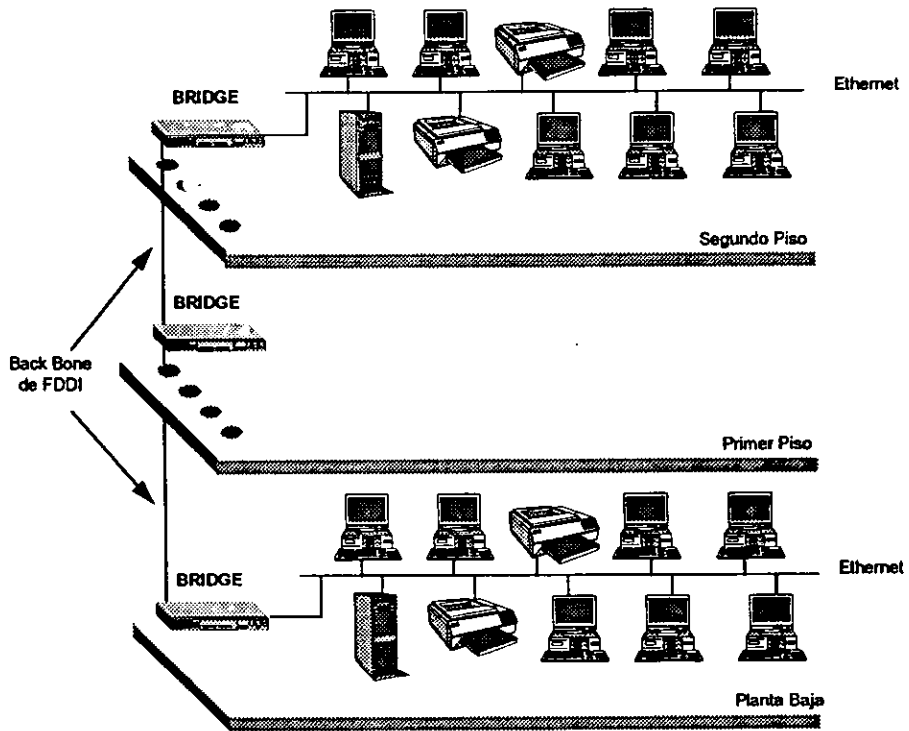 BRIDGE
Ethernet
Segundo Piso
BRIDGE
Back Bone
de FDDI
Primer Piso
BRIDGE
Ethernet
Planta Baja